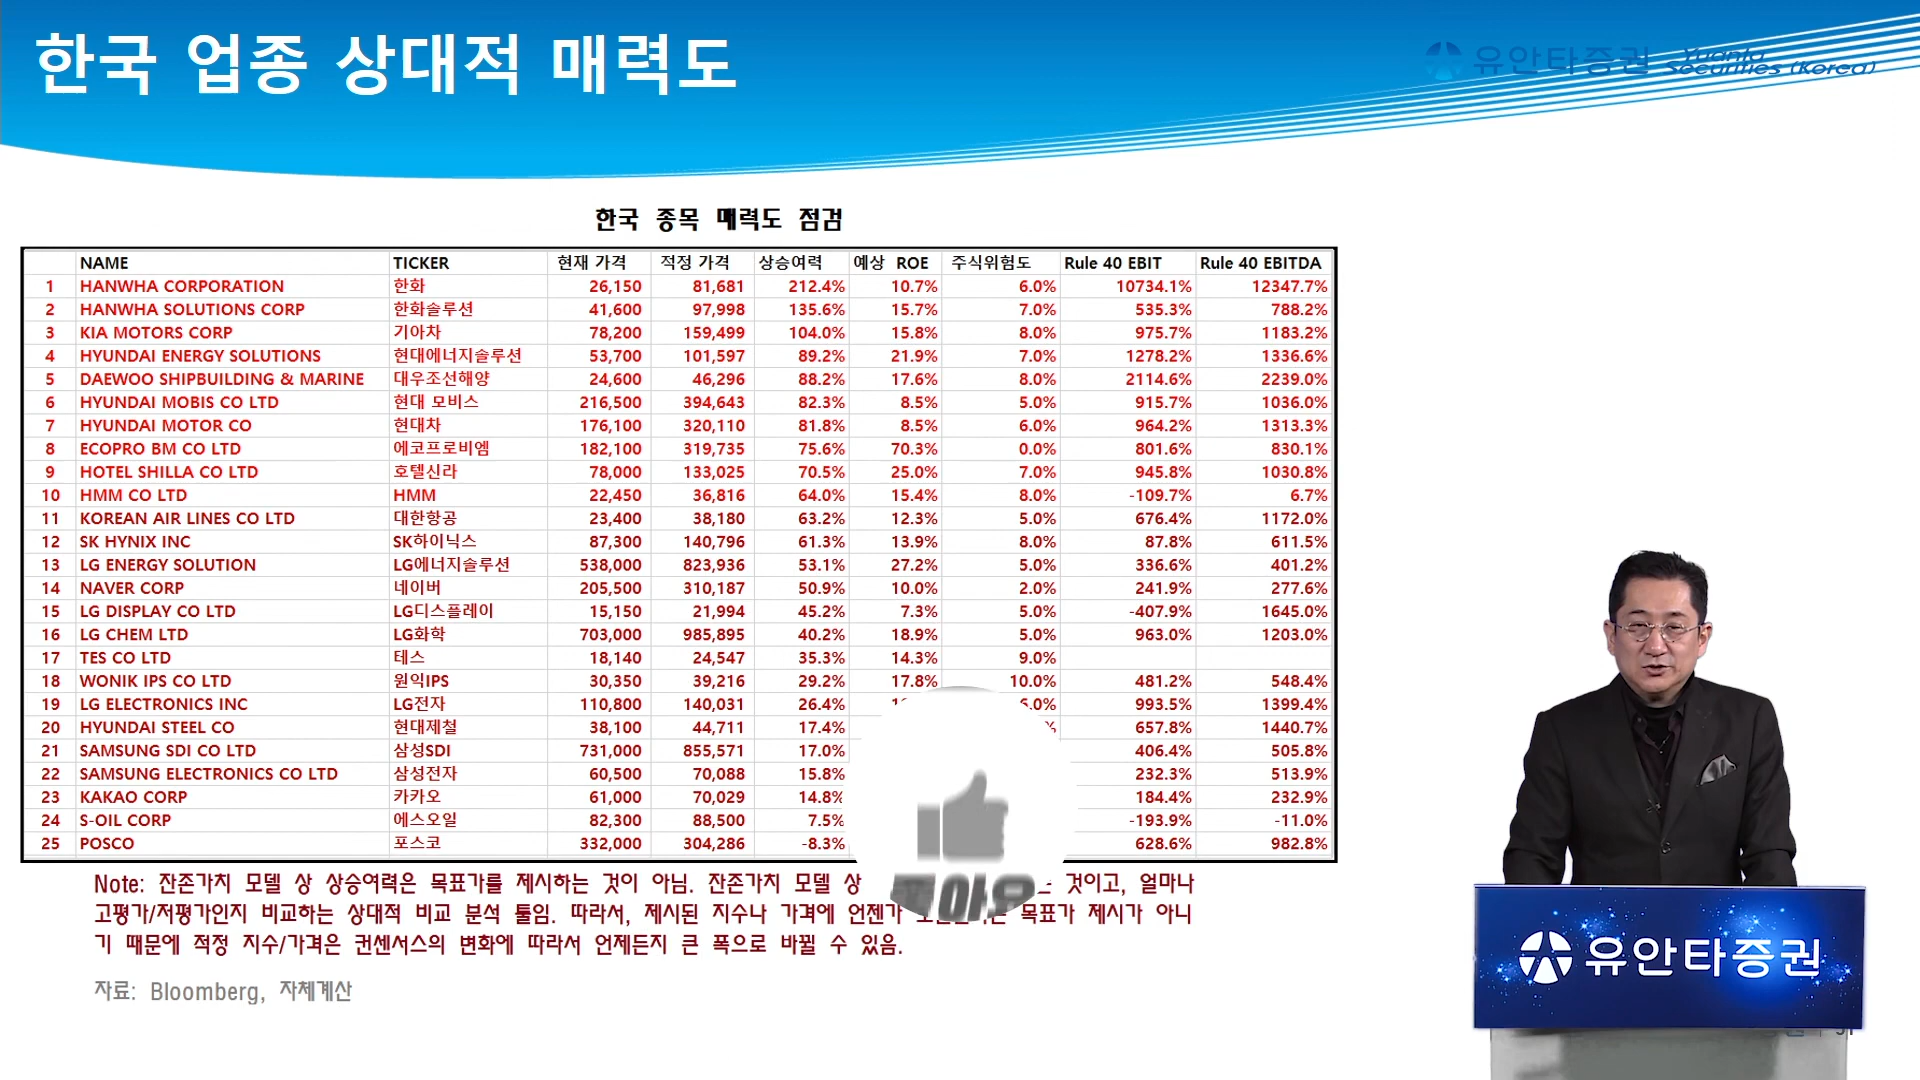 한국 업종 상대적 매력도
유안타증권 Yuanta Securities (Korea)
한국 종목 매력도 점검
NAME TICKER 현재 가격 적정 가격 상승여력 예상 ROE 주식위험도 Rule 40 EBIT Rule 40 EBITDA
1 HANWHA CORPORATION 한화 26,150 81,681 212.4% 10.7% 6.0% 10734.1% 12347.7%
2 HANWHA SOLUTIONS CORP 한화솔루션 41,600 97,998 135.6% 15.7% 7.0% 535.3% 788.2%
3 KIA MOTORS CORP 기아차 78,200 159,499 104.0% 15.8% 8.0% 975.7% 1183.2%
4 HYUNDAI ENERGY SOLUTIONS 현대에너지솔루션 53,700 101,597 89.2% 21.9% 7.0% 1278.2% 1336.6%
5 DAEWOO SHIPBUILDING & MARINE 대우조선해양 24,600 46,296 88.2% 17.6% 8.0% 2114.6% 2239.0%
6 HYUNDAI MOBIS CO LTD 현대 모비스 216,500 394,643 82.3% 8.5% 5.0% 915.7% 1036.0%
7 HYUNDAI MOTOR CO 현대차 176,100 320,110 81.8% 8.5% 6.0% 964.2% 1313.3%
8 ECOPRO BM CO LTD 에코프로비엠 182,100 319,735 75.6% 70.3% 0.0% 801.6% 830.1%
9 HOTEL SHILLA CO LTD 호텔신라 78,000 133,025 70.5% 25.0% 7.0% 945.8% 1030.8%
10 HMM CO LTD HMM 22,450 36,816 64.0% 15.4% 8.0% -109.7% 6.7%
11 KOREAN AIR LINES CO LTD 대한항공 23,400 38,180 63.2% 12.3% 5.0% 676.4% 1172.0%
12 SK HYNIX INC SK하이닉스 87,300 140,796 61.3% 13.9% 8.0% 87.8% 611.5%
13 LG ENERGY SOLUTION LG에너지솔루션 538,000 823,936 53.1% 27.2% 5.0% 336.6% 401.2%
14 NAVER CORP 네이버 205,500 310,187 50.9% 10.0% 2.0% 241.9% 277.6%
15 LG DISPLAY CO LTD LG디스플레이 15,150 21,994 45.2% 7.3% 5.0% -407.9% 1645.0%
16 LG CHEM LTD LG화학 703,000 985,895 40.2% 18.9% 5.0% 963.0% 1203.0%
17 TES CO LTD 테스 18,140 24,547 35.3% 14.3% 9.0%
18 WONIK IPS CO LTD 원익IPS 30,350 39,216 29.2% 17.8% 10.0% 481.2% 548.4%
19 LG ELECTRONICS INC LG전자 110,800 140,031 26.4% 993.5% 1399.4%
20 HYUNDAI STEEL CO 현대제철 38,100 44,711 17.4% 657.8% 1440.7%
21 SAMSUNG SDI CO LTD 삼성SDI 731,000 855,571 17.0% 406.4% 505.8%
22 SAMSUNG ELECTRONICS CO LTD 삼성전자 60,500 70,088 15.8% 232.3% 513.9%
23 KAKAO CORP 카카오 61,000 70,029 14.8% 184.4% 232.9%
24 S-OIL CORP 에스오일 82,300 88,500 7.5% -193.9% -11.0%
25 POSCO 포스코 332,000 304,286 -8.3% 628.6% 982.8%
Note: 잔존가치 모델 상 상승여력은 목표가를 제시하는 것이 아님. 잔존가치 모델 상 것이고, 얼마나
고평가/저평가인지 비교하는 상대적 비교 분석 툴임. 따라서, 제시된 지수나 가격에 언젠가 목표가 제시가 아니
기 때문에 적정 지수/가격은 컨센서스의 변화에 따라서 언제든지 큰 폭으로 바뀔 수 있음.
자료: Bloomberg, 자체계산
좋아요
유안타증권